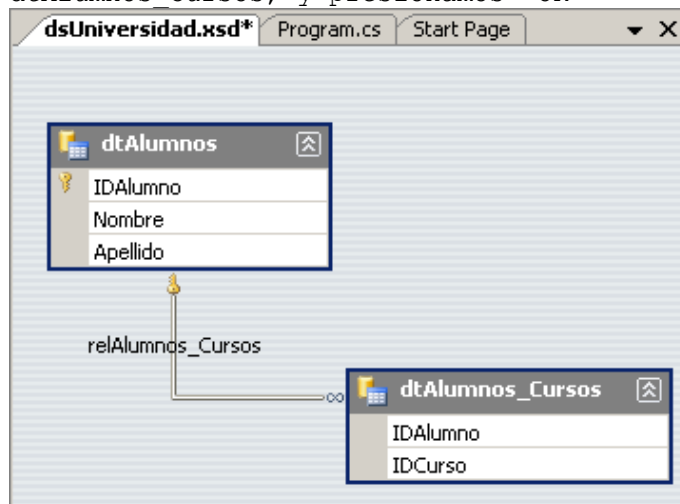 dsUniversidad.xsd* Program.cs Start Page
dtAlumnos
IDAlumno
Nombre
Apellido
relAlumnos_Cursos
dtAlumnos_Cursos
IDAlumno
IDCurso